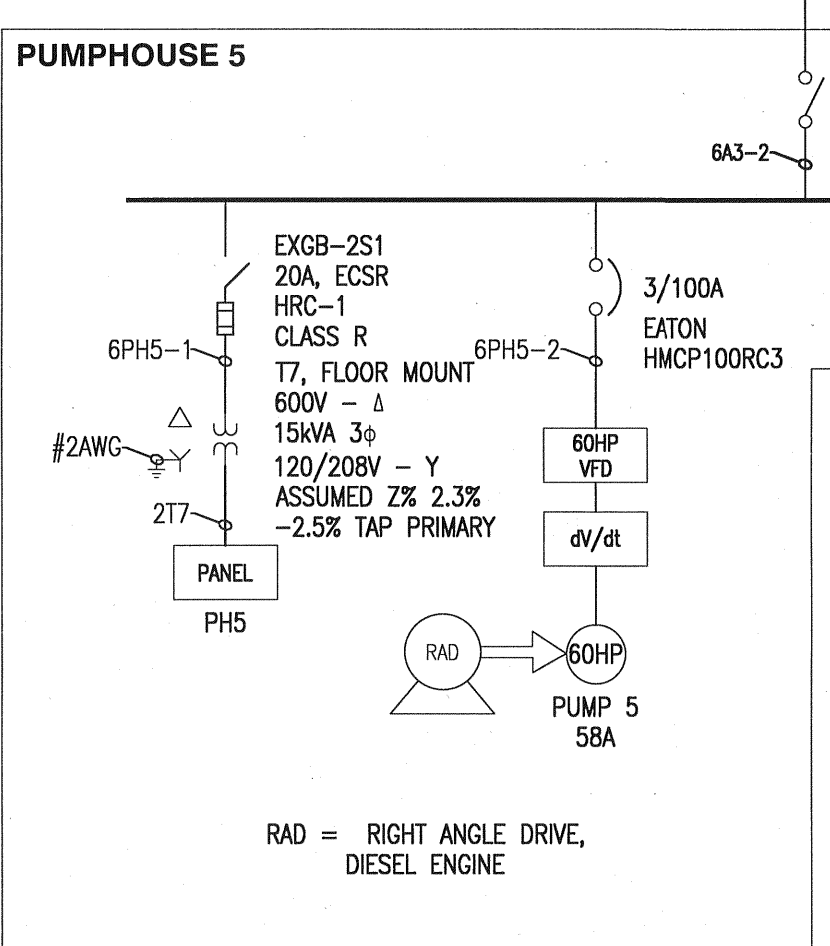 PUMPHOUSE 5
6A3-2
EXGB-2S1
20A, ECSR
HRC-1
CLASS R
6PH5-1
T7, FLOOR MOUNT
600V - Δ
15kVA 3ϕ
120/208V - Y
ASSUMED Z% 2.3%
-2.5% TAP PRIMARY
#2AWG
2T7
PANEL
PH5
3/100A
EATON
HMCP100RC3
6PH5-2
60HP
VFD
dV/dt
RAD
60HP
PUMP 5
58A
RAD = RIGHT ANGLE DRIVE,
DIESEL ENGINE